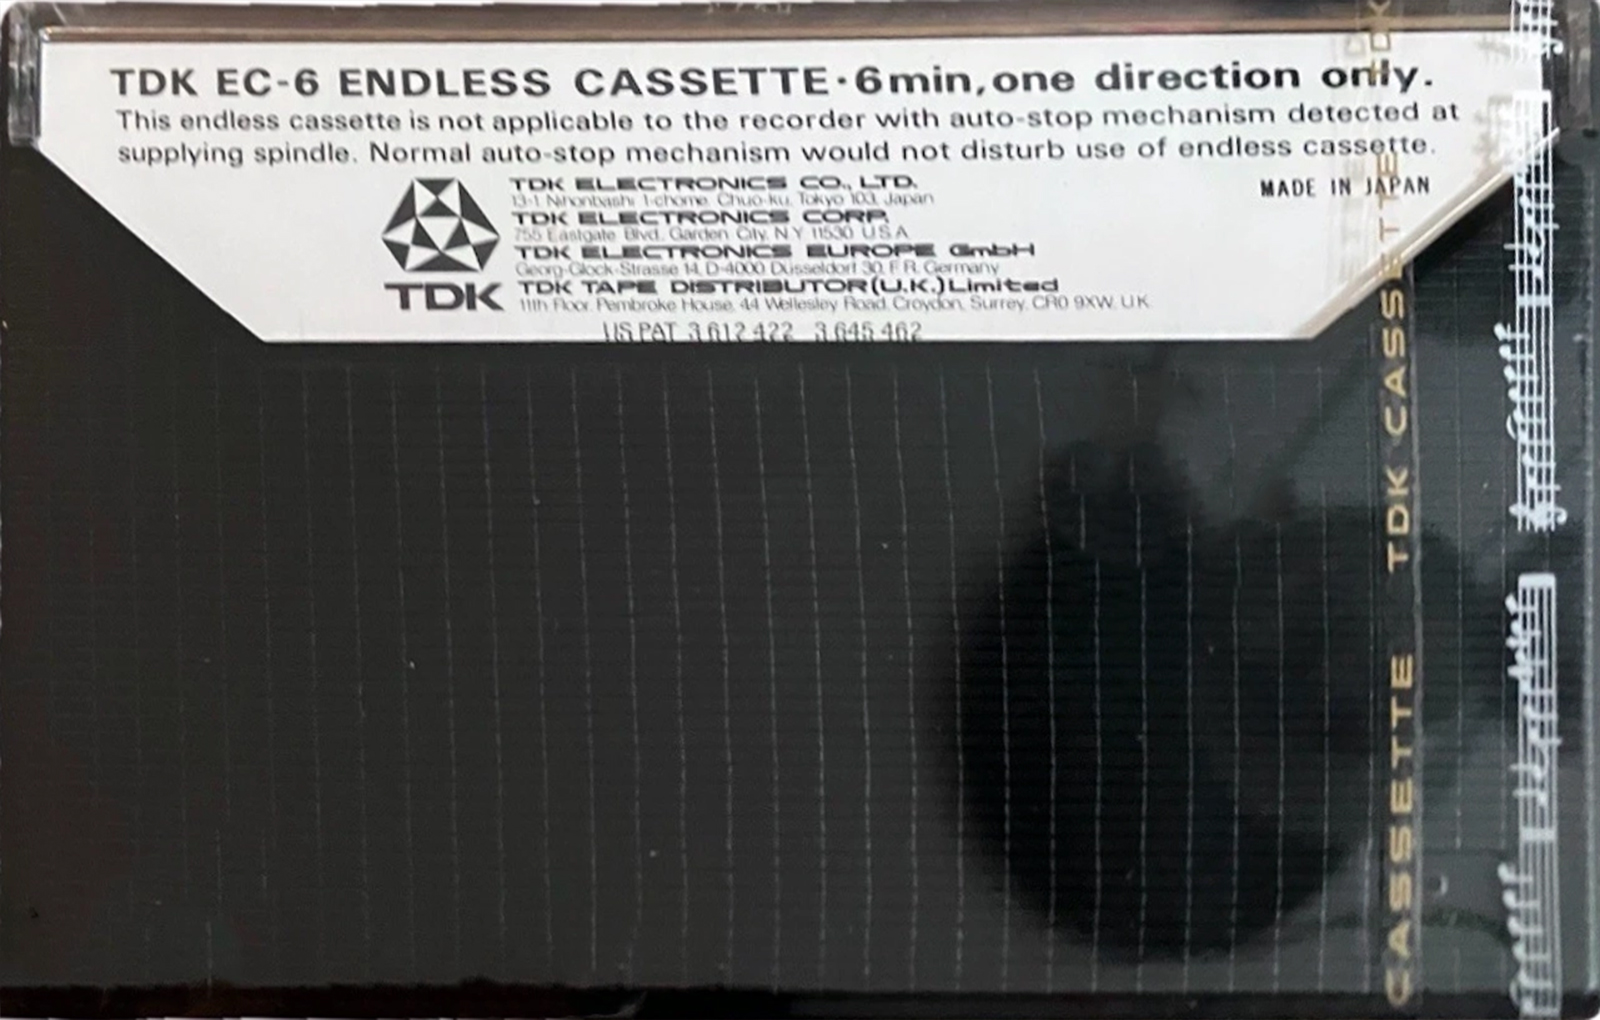 TDK EC-6 ENDLESS CASSETTE·6min,one direction only.
This endless cassette is not applicable to the recorder with auto-stop mechanism detected at
supplying spindle. Normal auto-stop mechanism would not disturb use of endless cassette.
MADE IN JAPAN
TDK ELECTRONICS CO., LTD.
13-1 Nihonbashi 1-chome, Chuo-ku, Tokyo 103, Japan
TDK ELECTRONICS CORP.
755 Eastgate Blvd., Garden City, N.Y 11530 U.S.A.
TDK ELECTRONICS EUROPE GmbH
Georg-Glock-Strasse 14, D-4000 Düsseldorf 30, F.R. Germany
TDK TAPE DISTRIBUTOR(U.K.)Limited
11th Floor, Pembroke House, 44 Wellesley Road, Croydon, Surrey, CR0 9XW, U.K.
TDK
US PAT 3 612 422 3 645 462
CASSETTE TDK CASSETTE TDK